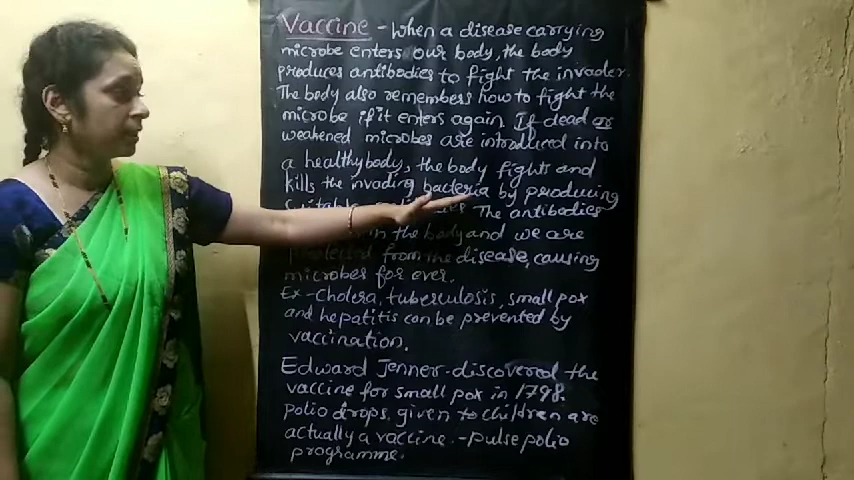 Vaccine - When a disease carrying
microbe enters our body, the body
produces antibodies to fight the invader.
The body also remembers how to fight the
microbe if it enters again. If dead or
weakened microbes are introduced into
a healthy body, the body fights and
kills the invading bacteria by producing
Suitable The antibodies
in the body and we are
protected from the disease, causing
microbes for ever.
Ex - Cholera, tuberculosis, small pox
and hepatitis can be prevented by
vaccination.
Edward Jenner - discovered the
vaccine for small pox in 1798.
Polio drops, given to children are
actually a vaccine. - pulse polio
programme.